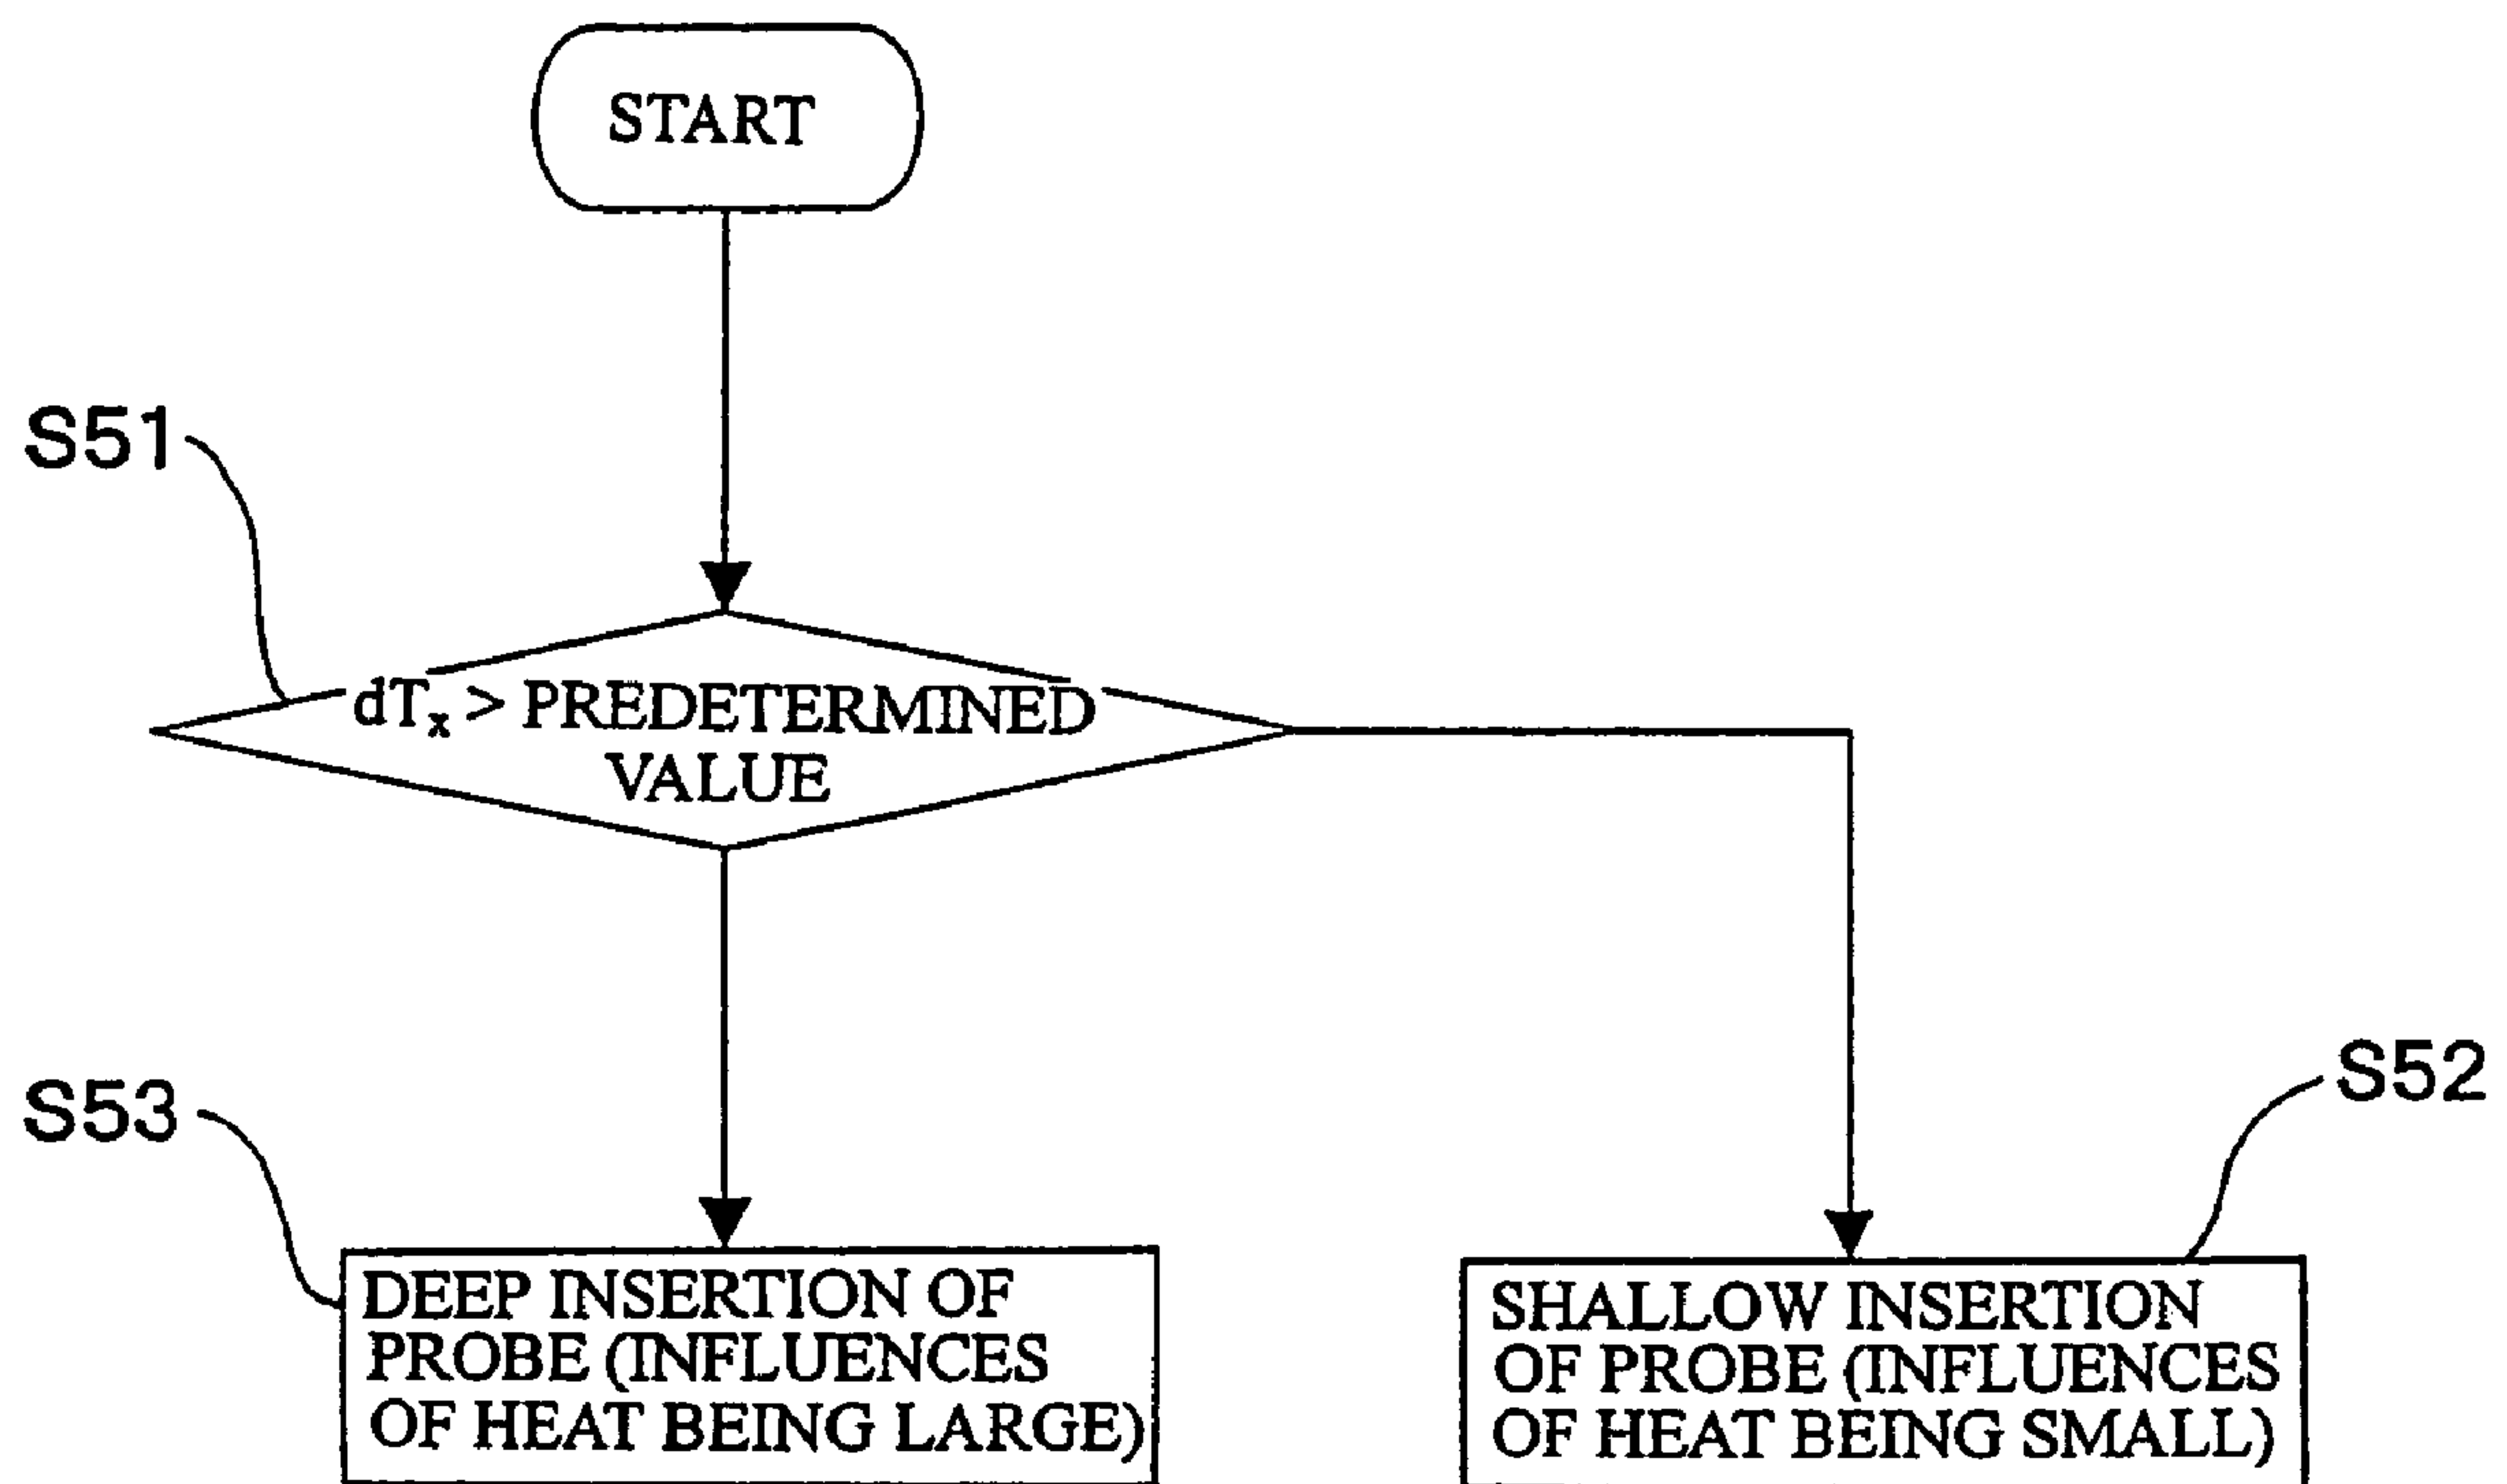 START
S51
dTx > PREDETERMINED
VALUE
S53
S52
DEEP INSERTION OF
PROBE (INFLUENCES
OF HEAT BEING LARGE)
SHALLOW INSERTION
OF PROBE (INFLUENCES
OF HEAT BEING SMALL)